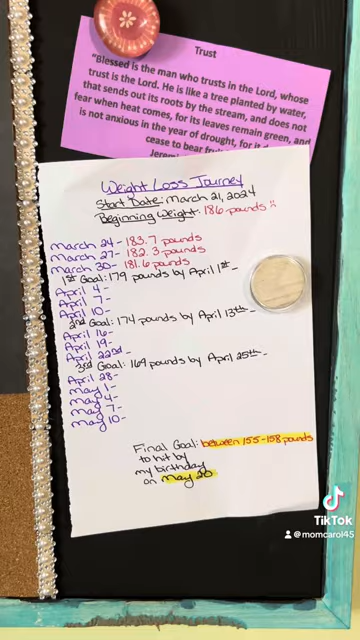 Trust
"Blessed is the man who trusts in the Lord, whose
trust is the Lord. He is like a tree planted by water,
that sends out its roots by the stream, and does not
fear when heat comes, for its leaves remain green, and
is not anxious in the year of drought, for it
cease to bear
Weight Loss Journey
Start Date: March 21, 2024
Beginning Weight: 186 pounds
March 24- 183.7 pounds
March 27- 182.3 pounds
March 30- 181.6 pounds
1st Goal: 179 pounds by April 1st-
April 4-
April 7-
April 10-
2nd Goal: 174 pounds by April 13th-
April 16-
April 19-
April 22nd-
3rd Goal: 169 pounds by April 25th-
April 28-
May 1-
May 4-
May 7-
May 10-
Final Goal: between 155-158 pounds
to hit by
my birthday
on May 20
TikTok
@momcarol45